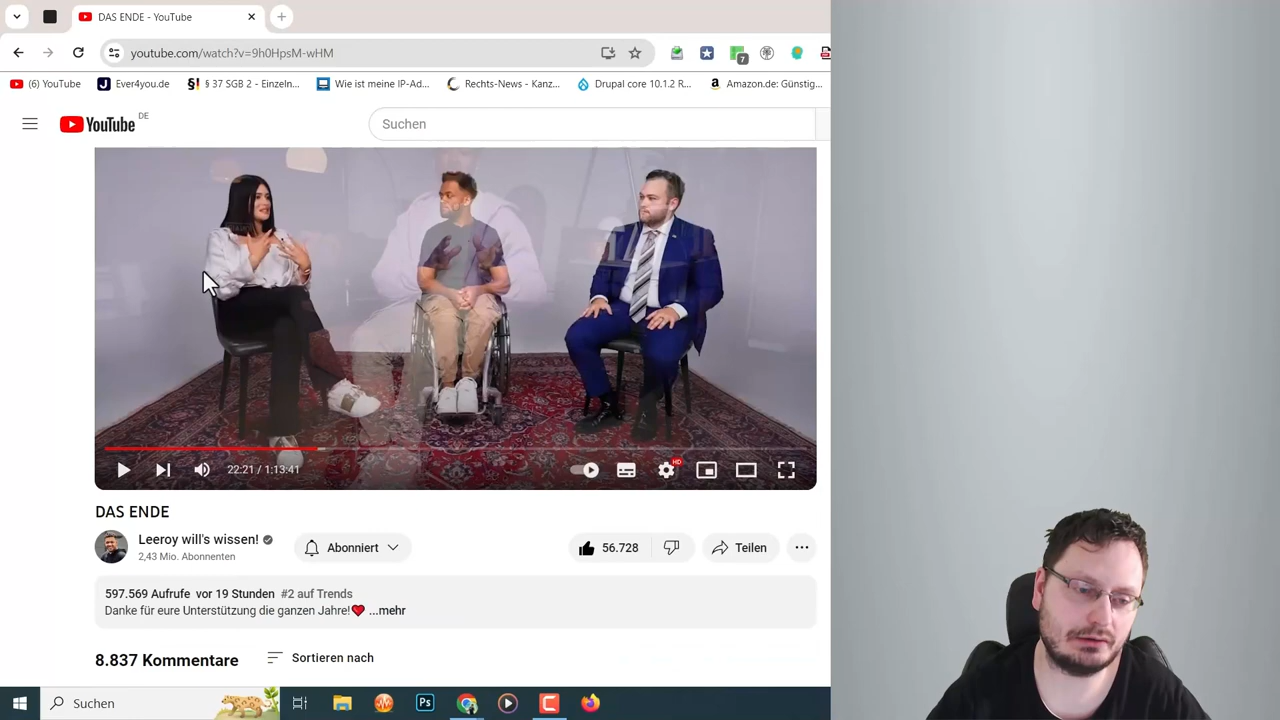 DAS ENDE - YouTube
youtube.com/watch?v=9h0HpsM-wHM
7
(6) YouTube
Ever4you.de
§ 37 SGB 2 - Einzeln...
Wie ist meine IP-Ad...
Rechts-News - Kanz...
Drupal core 10.1.2 R...
Amazon.de: Günstig...
YouTube DE
Suchen
22:21 / 1:13:41
HD
DAS ENDE
Leeroy will's wissen!
2,43 Mio. Abonnenten
Abonniert
56.728
Teilen
597.569 Aufrufe vor 19 Stunden #2 auf Trends
Danke für eure Unterstützung die ganzen Jahre!❤️ ...mehr
8.837 Kommentare
Sortieren nach
Suchen
Ps